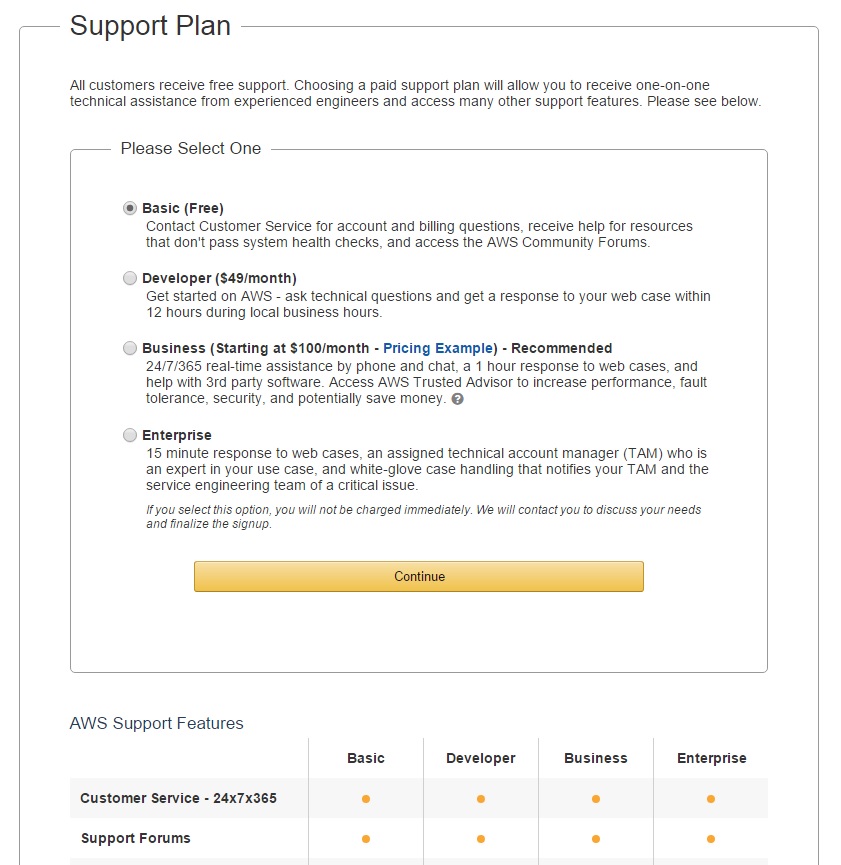 Support Plan
All customers receive free support. Choosing a paid support plan will allow you to receive one-on-one
technical assistance from experienced engineers and access many other support features. Please see below.
Please Select One
Basic (Free)
Contact Customer Service for account and billing questions, receive help for resources
that don't pass system health checks, and access the AWS Community Forums.
Developer ($49/month)
Get started on AWS - ask technical questions and get a response to your web case within
12 hours during local business hours.
Business (Starting at $100/month - Pricing Example) - Recommended
24/7/365 real-time assistance by phone and chat, a 1 hour response to web cases, and
help with 3rd party software. Access AWS Trusted Advisor to increase performance, fault
tolerance, security, and potentially save money. ?
Enterprise
15 minute response to web cases, an assigned technical account manager (TAM) who is
an expert in your use case, and white-glove case handling that notifies your TAM and the
service engineering team of a critical issue.
If you select this option, you will not be charged immediately. We will contact you to discuss your needs
and finalize the signup.
Continue
AWS Support Features
Basic Developer Business Enterprise
Customer Service - 24x7x365
Support Forums